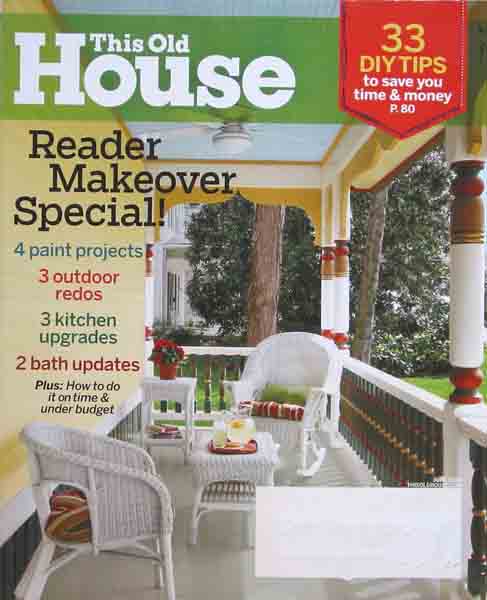 This Old
House
33
DIY TIPS
to save you
time & money
P. 80
Reader
Makeover
Special!
4 paint projects
3 outdoor
redos
3 kitchen
upgrades
2 bath updates
Plus: How to do
it on time &
under budget